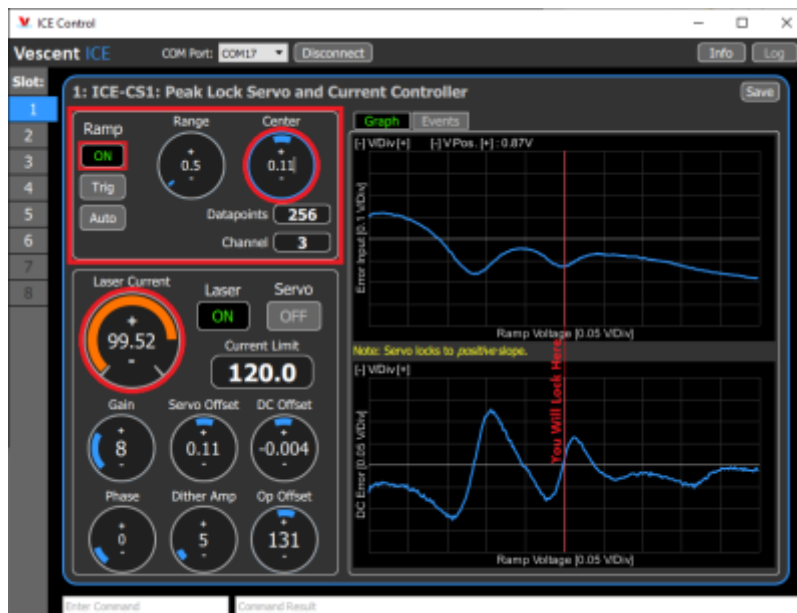 ICE Control
Vescent ICE COM Port: COM17 Disconnect Info Log
Slot:
1
2
3
4
5
6
7
8
1: ICE-CS1: Peak Lock Servo and Current Controller Save
Ramp
ON
Trig
Auto
Range
+
0.5
-
Center
+
0.11
Datapoints 256
Channel 3
Laser Current
+
99.52
-
Laser
ON
Servo
OFF
Current Limit
120.0
Gain
+
8
-
Servo Offset
+
0.11
-
DC Offset
+
-0.004
-
Phase
+
0
-
Dither Amp
+
5
-
Op Offset
+
131
-
Graph Events
[-] V/Div [+] [-] V Pos. [+] : 0.87V
Error Input [0.1 V/Div]
Ramp Voltage [0.05 V/Div]
Note: Servo locks to positive slope.
[-] V/Div [+]
You Will Lock Here
DC Error [0.05 V/Div]
Ramp Voltage [0.05 V/Div]
Enter Command Command Result